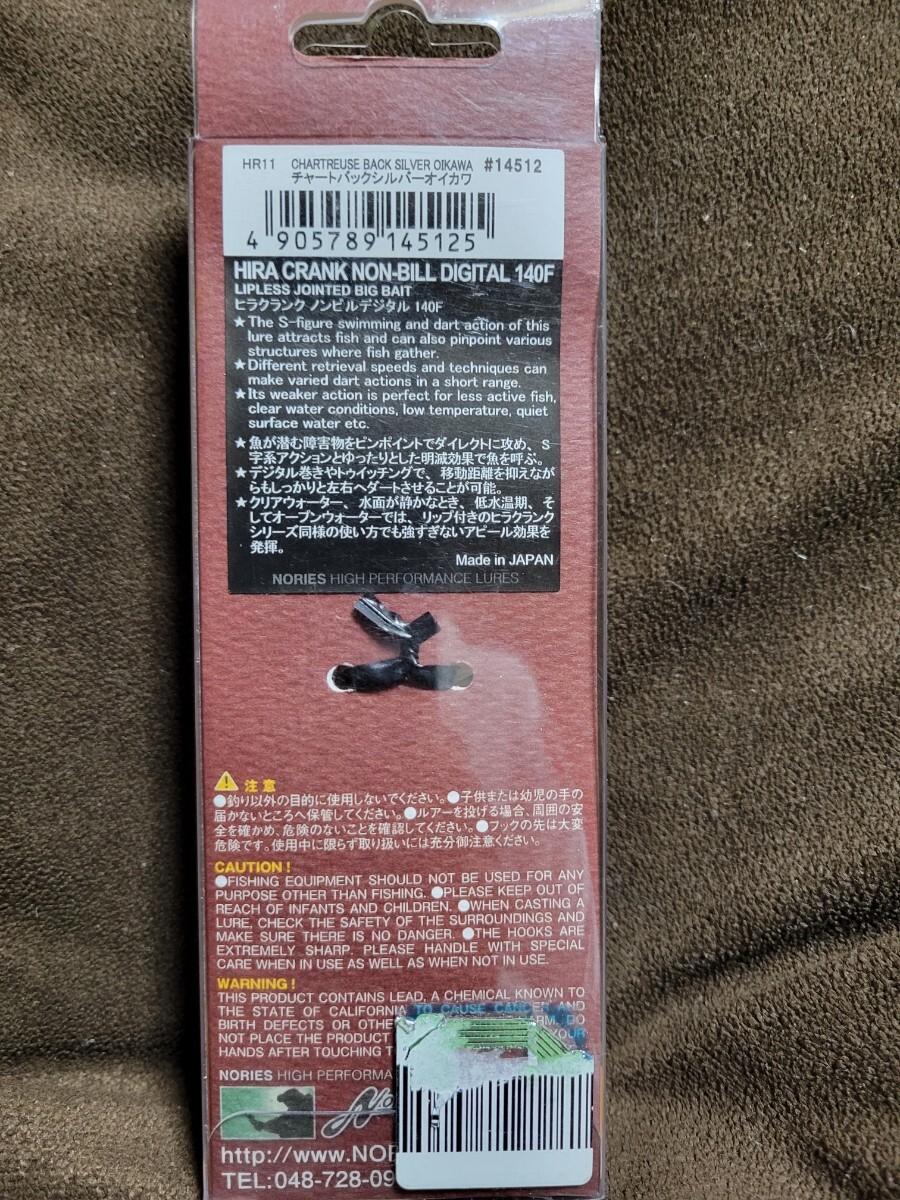 HR11 CHARTREUSE BACK SILVER OIKAWA #14512
チャートバックシルバーオイカワ
4 905789 145125
HIRA CRANK NON-BILL DIGITAL 140F
LIPLESS JOINTED BIG BAIT
ヒラクランク ノンビルデジタル 140F
★The S-figure swimming and dart action of this
lure attracts fish and can also pinpoint various
structures where fish gather.
★Different retrieval speeds and techniques can
make varied dart actions in a short range.
★Its weaker action is perfect for less active fish,
clear water conditions, low temperature, quiet
surface water etc.
★魚が潜む障害物をピンポイントでダイレクトに攻め、S
字系アクションとゆったりとした明滅効果で魚を呼ぶ。
★デジタル巻きやトゥイッチングで、移動距離を抑えなが
らもしっかりと左右へダートさせることが可能。
★クリアウォーター、水面が静かなとき、低水温期、そ
してオープンウォーターでは、リップ付きのヒラクランク
シリーズ同様の使い方でも強すぎないアピール効果を
発揮。
Made in JAPAN
NORIES HIGH PERFORMANCE LURES
注意
●釣り以外の目的に使用しないでください。●子供または幼児の手の
届かないところへ保管してください。●ルアーを投げる場合、周囲の安
全を確かめ、危険のないことを確認してください。●フックの先は大変
危険です。使用中に限らず取り扱いには充分御注意ください。
CAUTION !
●FISHING EQUIPMENT SHOULD NOT BE USED FOR ANY
PURPOSE OTHER THAN FISHING. ●PLEASE KEEP OUT OF
REACH OF INFANTS AND CHILDREN. ●WHEN CASTING A
LURE, CHECK THE SAFETY OF THE SURROUNDINGS AND
MAKE SURE THERE IS NO DANGER. ●THE HOOKS ARE
EXTREMELY SHARP. PLEASE HANDLE WITH SPECIAL
CARE WHEN IN USE AS WELL AS WHEN NOT IN USE.
WARNING !
THIS PRODUCT CONTAINS LEAD, A CHEMICAL KNOWN TO
THE STATE OF CALIFORNIA TO CAUSE CANCER AND
BIRTH DEFECTS OR DO
NOT PLACE THE PRODUCT YOUR
HANDS AFTER TOUCHING
NORIES HIGH
http://www.
TEL:048-728-